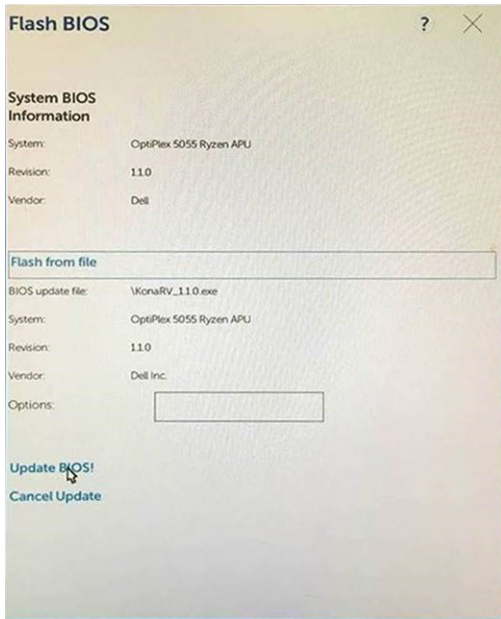 Flash BIOS ?
System BIOS
Information
System: OptiPlex 5055 Ryzen APU
Revision: 1.1.0
Vendor: Dell
Flash from file
BIOS update file: \KonaRV_1.1.0.exe
System: OptiPlex 5055 Ryzen APU
Revision: 1.1.0
Vendor: Dell Inc.
Options:
Update BIOS!
Cancel Update